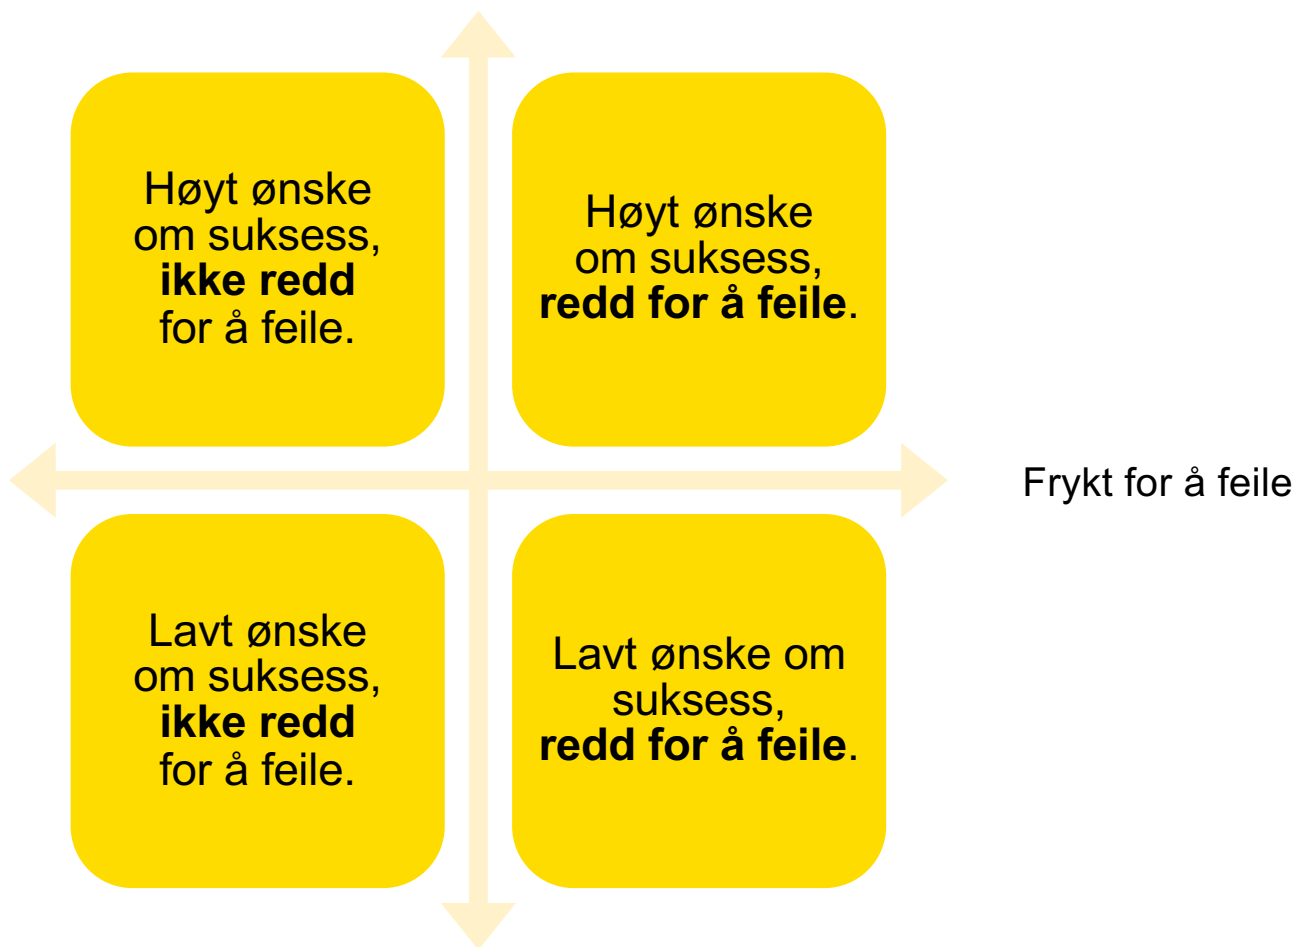 Høyt ønske
om suksess,
ikke redd
for å feile.
Høyt ønske
om suksess,
redd for å feile.
Frykt for å feile
Lavt ønske
om suksess,
ikke redd
for å feile.
Lavt ønske om
suksess,
redd for å feile.